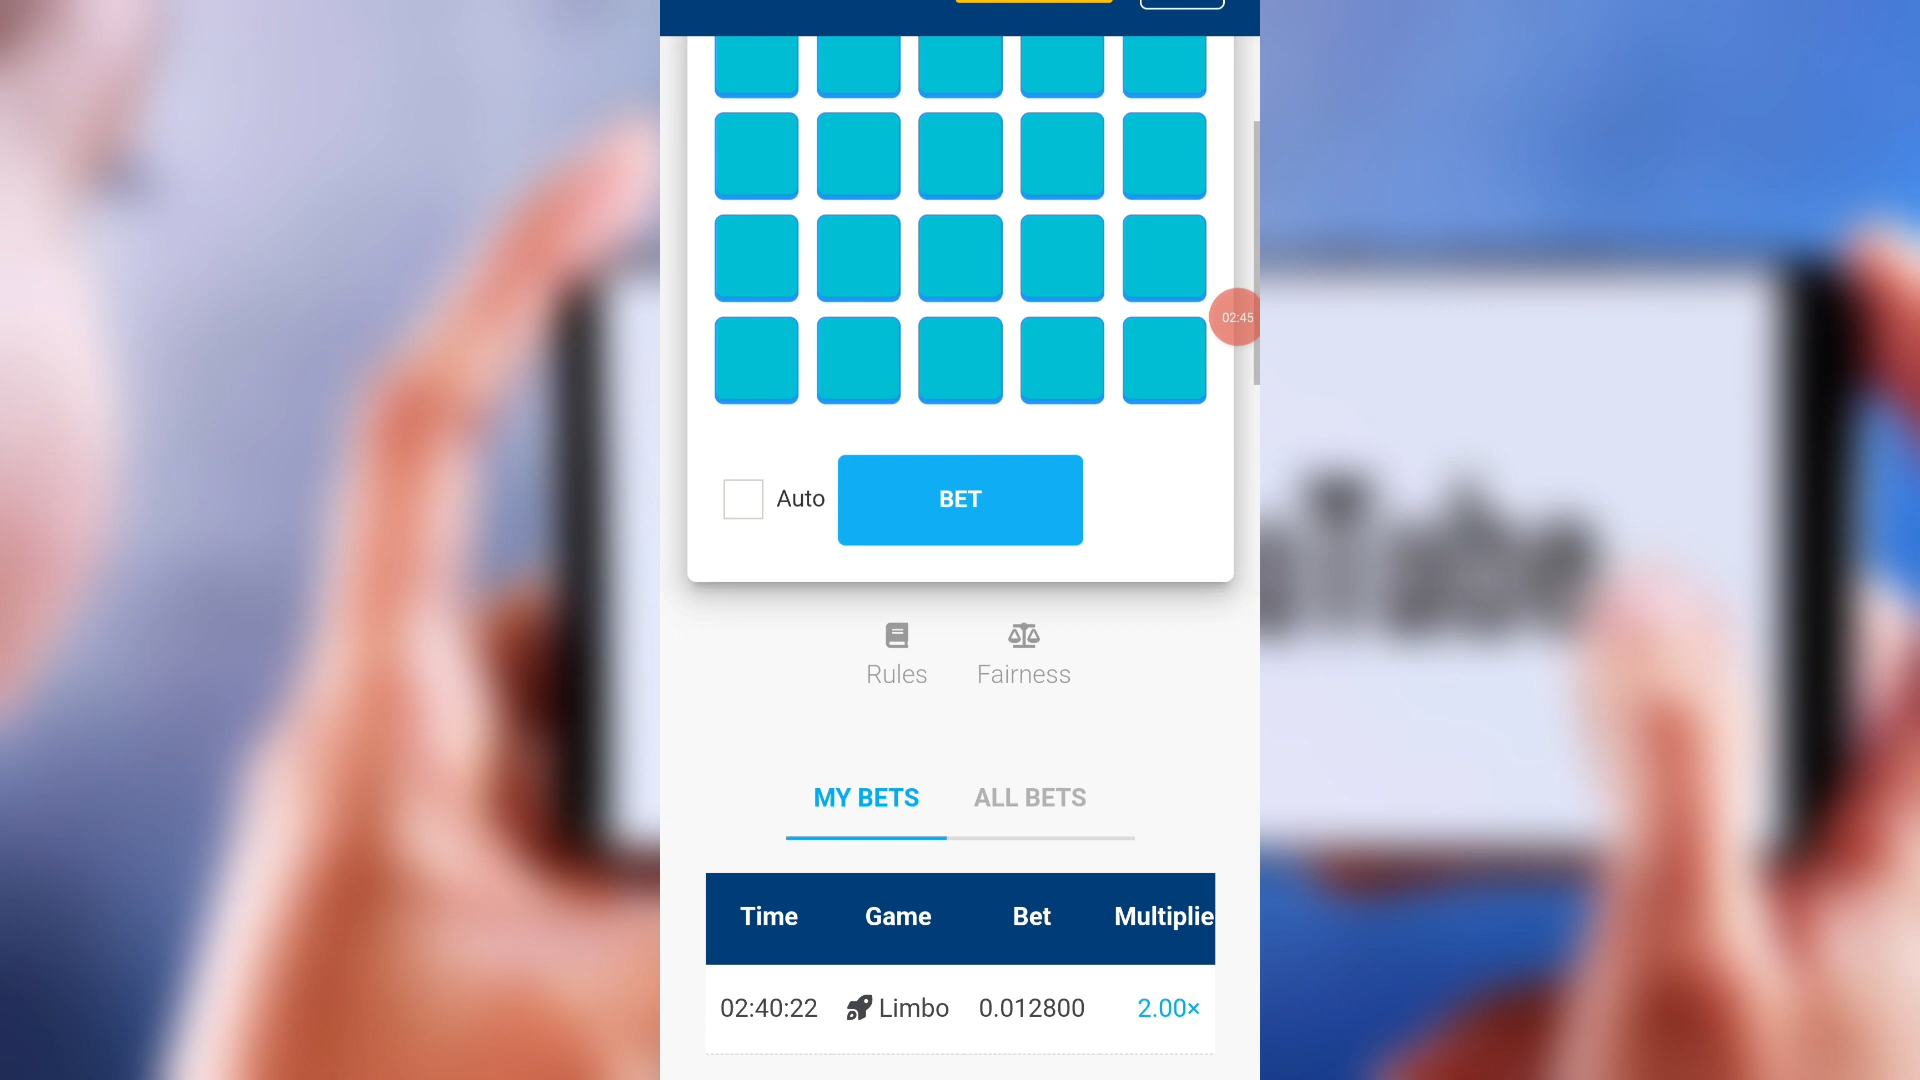 02:45
Auto
BET
Rules
Fairness
MY BETS
ALL BETS
Time Game Bet Multiplie
02:40:22 Limbo 0.012800 2.00×